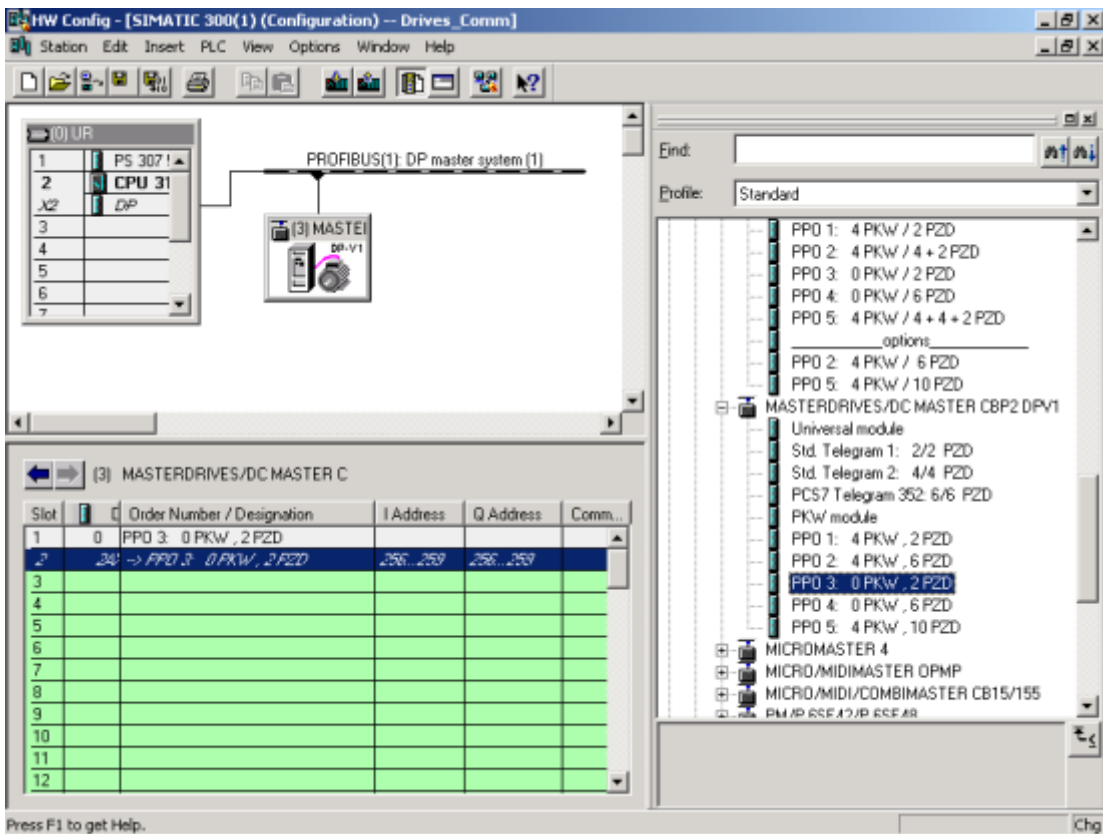 HW Config - [SIMATIC 300(1) (Configuration) -- Drives_Comm]
Station Edit Insert PLC View Options Window Help
(0) UR
1 PS 307 5
2 CPU 31
X2 DP
3
4
5
6
7
PROFIBUS(1): DP master system (1)
(3) MASTE
DP-V1
Find:
Profile: Standard
PPO 1: 4 PKW / 2 PZD
PPO 2: 4 PKW / 4 + 2 PZD
PPO 3: 0 PKW / 2 PZD
PPO 4: 0 PKW / 6 PZD
PPO 5: 4 PKW / 4 + 4 + 2 PZD
____________options____________
PPO 2: 4 PKW / 6 PZD
PPO 5: 4 PKW / 10 PZD
MASTERDRIVES/DC MASTER CBP2 DPV1
Universal module
Std. Telegram 1: 2/2 PZD
Std. Telegram 2: 4/4 PZD
PCS7 Telegram 352: 6/6 PZD
PKW module
PPO 1: 4 PKW , 2 PZD
PPO 2: 4 PKW , 6 PZD
PPO 3: 0 PKW , 2 PZD
PPO 4: 0 PKW , 6 PZD
PPO 5: 4 PKW , 10 PZD
MICROMASTER 4
MICRO/MIDIMASTER OPMP
MICRO/MIDI/COMBIMASTER CB15/155
PM/P 6SE42/P 6SE48
(3) MASTERDRIVES/DC MASTER C
Slot D Order Number / Designation I Address Q Address Comm...
1 0 PPO 3: 0 PKW , 2 PZD
2 --> PPO 3: 0 PKW , 2 PZD 256...259 256...259
3
4
5
6
7
8
9
10
11
12
Press F1 to get Help.
Chg